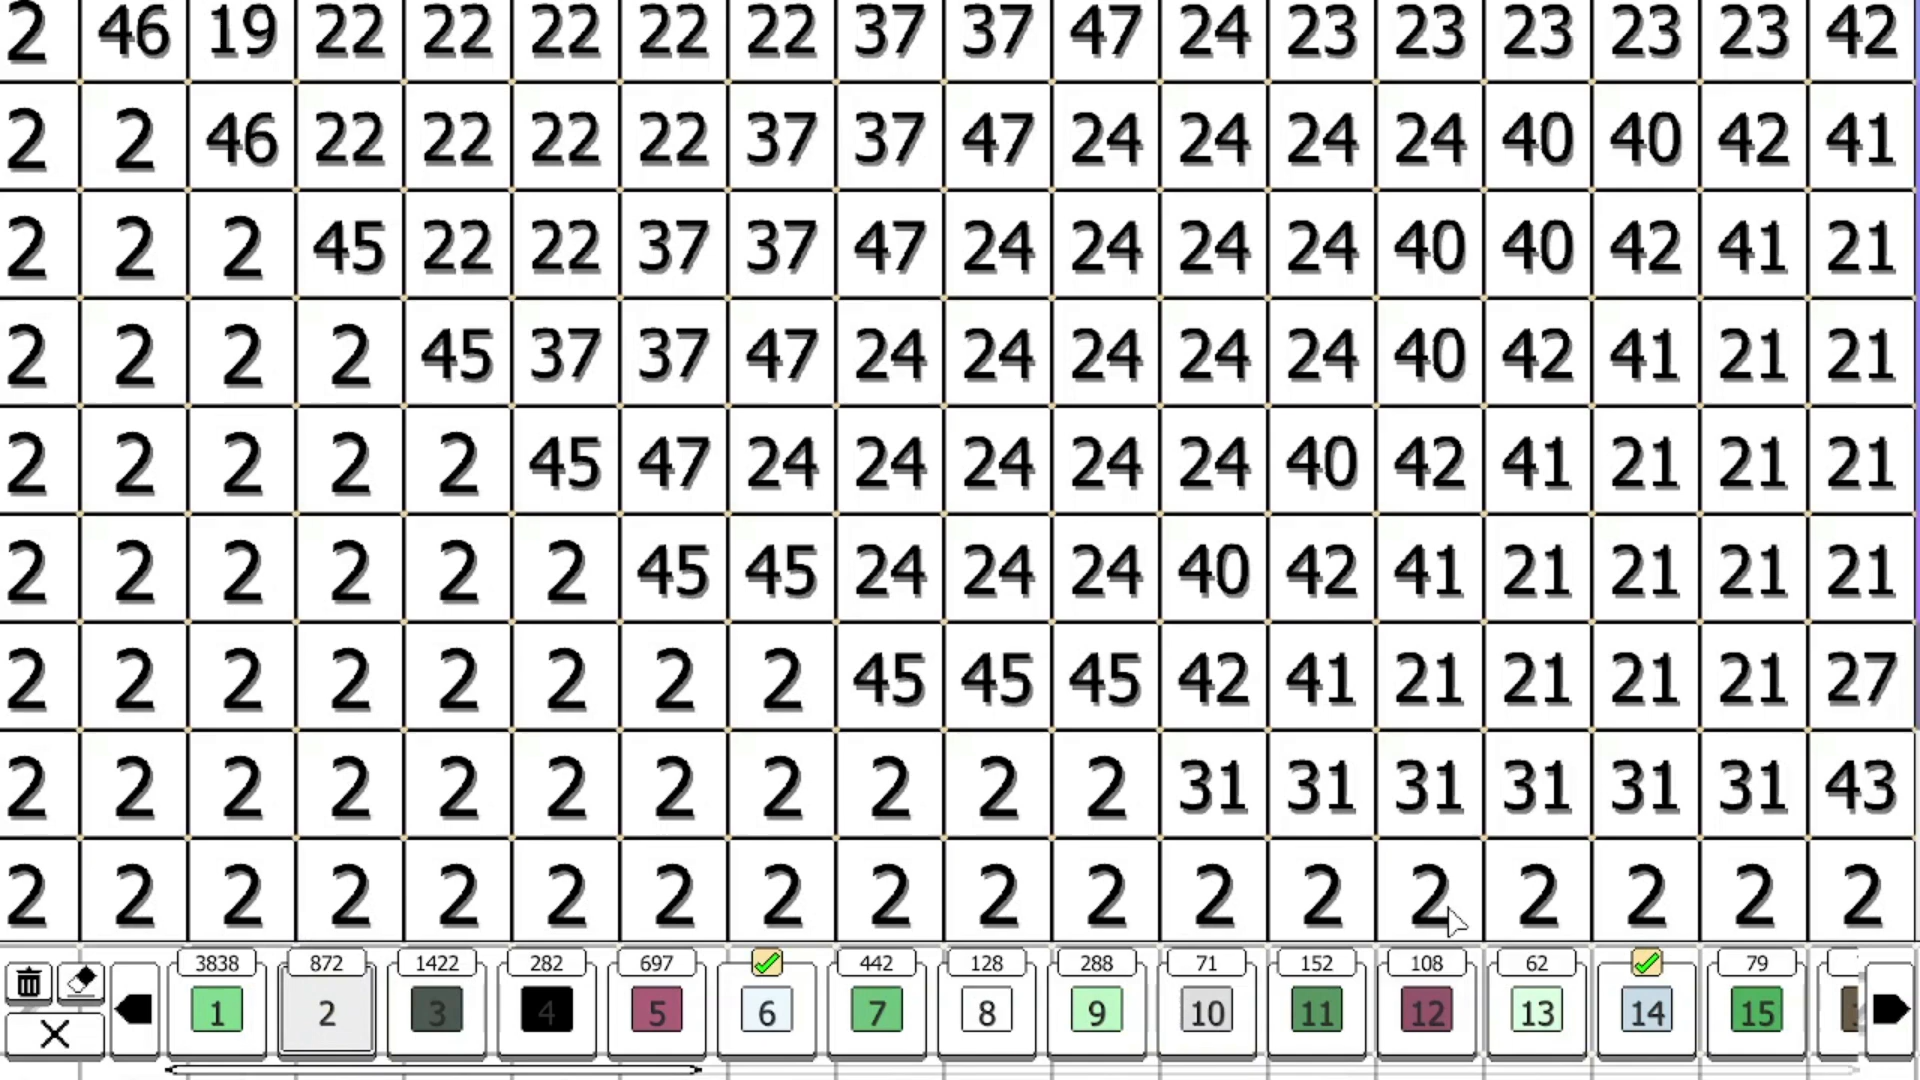 2 46 19 22 22 22 22 22 37 37 47 24 23 23 23 23 23 42
2 2 46 22 22 22 22 37 37 47 24 24 24 24 40 40 42 41
2 2 2 45 22 22 37 37 47 24 24 24 24 40 40 42 41 21
2 2 2 2 45 37 37 47 24 24 24 24 24 40 42 41 21 21
2 2 2 2 2 45 47 24 24 24 24 24 40 42 41 21 21 21
2 2 2 2 2 2 45 45 24 24 24 40 42 41 21 21 21 21
2 2 2 2 2 2 2 2 45 45 45 42 41 21 21 21 21 27
2 2 2 2 2 2 2 2 2 2 2 31 31 31 31 31 31 43
2 2 2 2 2 2 2 2 2 2 2 2 2 2 2 2 2 2
3838 872 1422 282 697 442 128 288 71 152 108 62 79
1 2 3 4 5 6 7 8 9 10 11 12 13 14 15